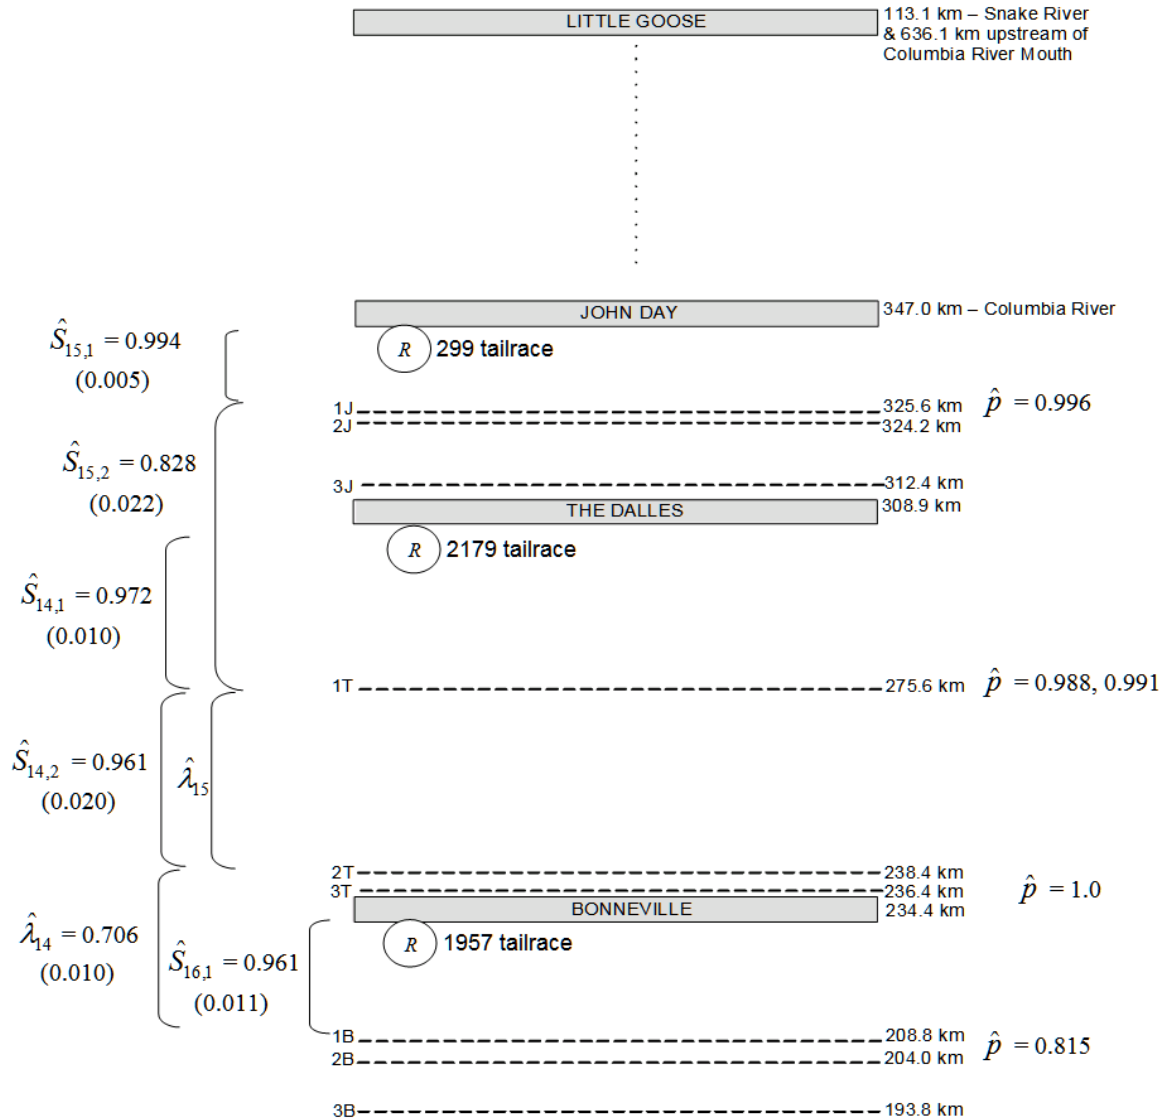 LITTLE GOOSE
113.1 km – Snake River
& 636.1 km upstream of
Columbia River Mouth
JOHN DAY
347.0 km – Columbia River
R 299 tailrace
Ŝ15,1 = 0.994
(0.005)
1J 325.6 km p̂ = 0.996
2J 324.2 km
Ŝ15,2 = 0.828
(0.022)
3J 312.4 km
THE DALLES 308.9 km
R 2179 tailrace
Ŝ14,1 = 0.972
(0.010)
1T 275.6 km p̂ = 0.988, 0.991
Ŝ14,2 = 0.961
(0.020)
λ̂15
2T 238.4 km
3T 236.4 km p̂ = 1.0
BONNEVILLE 234.4 km
R 1957 tailrace
λ̂14 = 0.706
(0.010)
Ŝ16,1 = 0.961
(0.011)
1B 208.8 km p̂ = 0.815
2B 204.0 km
3B 193.8 km